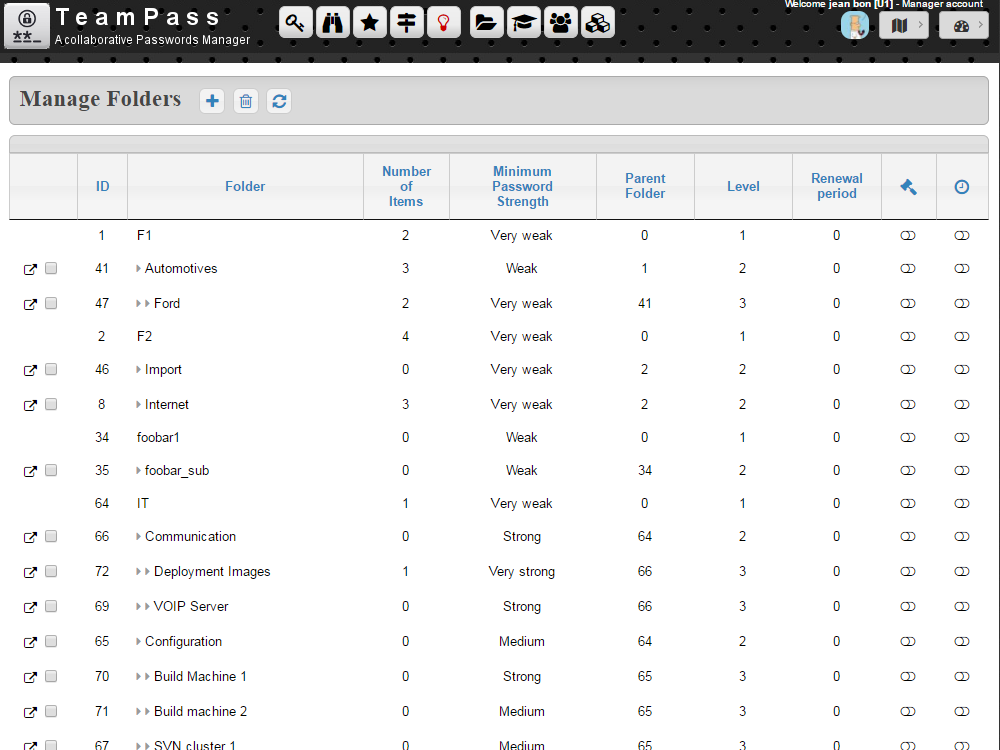 Welcome jean bon [U1] - Manager account
TeamPass
A collaborative Passwords Manager
Manage Folders
ID Folder Number of Items Minimum Password Strength Parent Folder Level Renewal period
1 F1 2 Very weak 0 1 0
41 Automotives 3 Weak 1 2 0
47 Ford 2 Very weak 41 3 0
2 F2 4 Very weak 0 1 0
46 Import 0 Very weak 2 2 0
8 Internet 3 Very weak 2 2 0
34 foobar1 0 Weak 0 1 0
35 foobar_sub 0 Weak 34 2 0
64 IT 1 Very weak 0 1 0
66 Communication 0 Strong 64 2 0
72 Deployment Images 1 Very strong 66 3 0
69 VOIP Server 0 Strong 66 3 0
65 Configuration 0 Medium 64 2 0
70 Build Machine 1 0 Strong 65 3 0
71 Build machine 2 0 Medium 65 3 0
67 SVN cluster 1 0 Medium 65 3 0